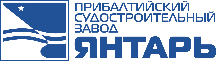 ПРИБАЛТИЙСКИЙ
СУДОСТРОИТЕЛЬНЫЙ
ЗАВОД
ЯНТАРЬ